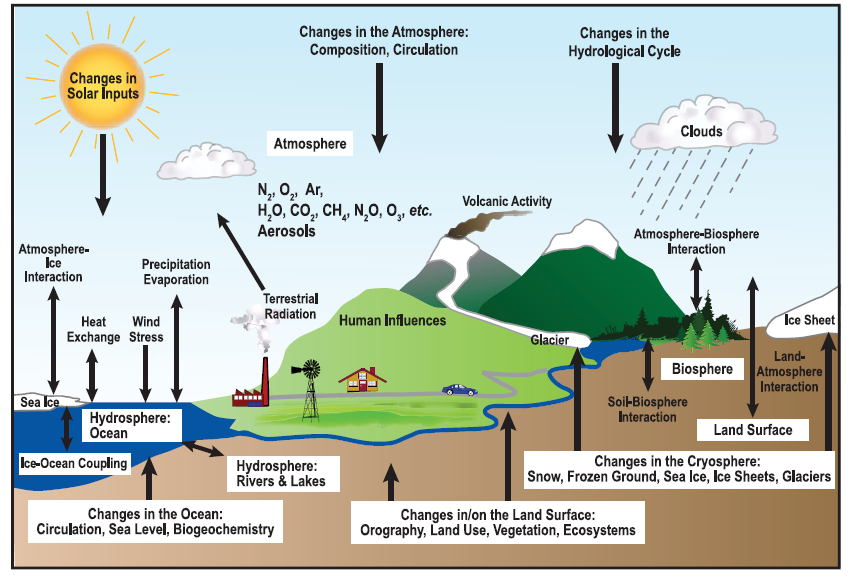 Changes in the Atmosphere:
Composition, Circulation
Changes in the
Hydrological Cycle
Changes in
Solar Inputs
Clouds
Atmosphere
N₂, O₂, Ar,
H₂O, CO₂, CH₄, N₂O, O₃, etc.
Aerosols
Volcanic Activity
Atmosphere-Biosphere
Interaction
Atmosphere-
Ice
Interaction
Precipitation
Evaporation
Terrestrial
Radiation
Heat
Exchange
Wind
Stress
Human Influences
Glacier
Ice Sheet
Biosphere
Land-
Atmosphere
Interaction
Soil-Biosphere
Interaction
Land Surface
Sea Ice
Hydrosphere:
Ocean
Ice-Ocean Coupling
Hydrosphere:
Rivers & Lakes
Changes in the Cryosphere:
Snow, Frozen Ground, Sea Ice, Ice Sheets, Glaciers
Changes in the Ocean:
Circulation, Sea Level, Biogeochemistry
Changes in/on the Land Surface:
Orography, Land Use, Vegetation, Ecosystems